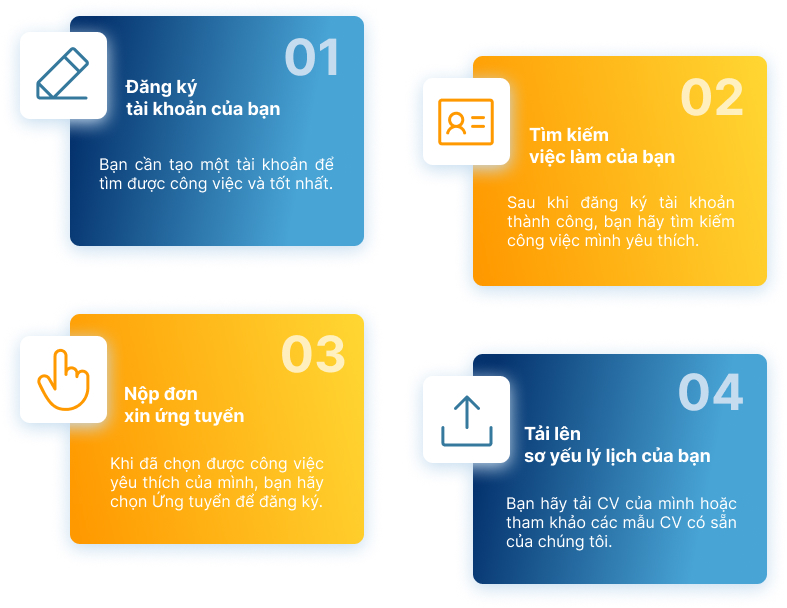 01
Đăng ký
tài khoản của bạn
Bạn cần tạo một tài khoản để
tìm được công việc và tốt nhất.
02
Tìm kiếm
việc làm của bạn
Sau khi đăng ký tài khoản
thành công, bạn hãy tìm kiếm
công việc mình yêu thích.
03
Nộp đơn
xin ứng tuyển
Khi đã chọn được công việc
yêu thích của mình, bạn hãy
chọn Ứng tuyển để đăng ký.
04
Tải lên
sơ yếu lý lịch của bạn
Bạn hãy tải CV của mình hoặc
tham khảo các mẫu CV có sẵn
của chúng tôi.